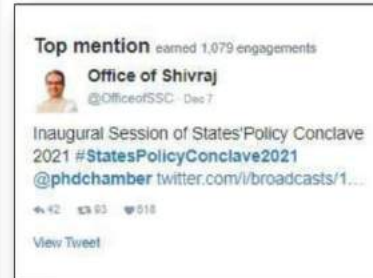 Top mention earned 1,079 engagements
Office of Shivraj
@OfficeofSSC · Dec 7
Inaugural Session of States'Policy Conclave
2021 #StatesPolicyConclave2021
@phdchamber twitter.com/i/broadcasts/1...
42 93 518
View Tweet